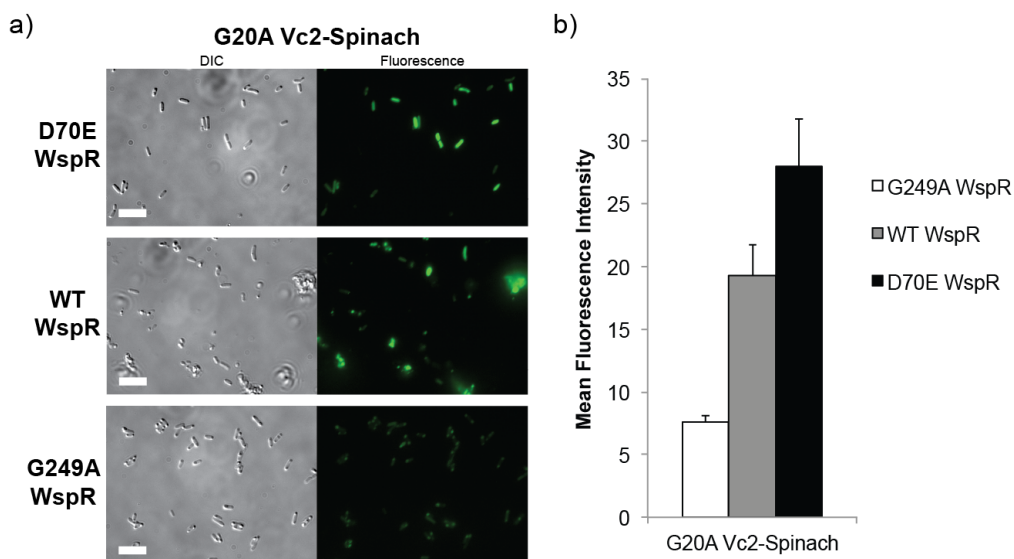 a)
G20A Vc2-Spinach
DIC
Fluorescence
D70E
WspR
WT
WspR
G249A
WspR
b)
35
30
25
20
15
10
5
0
Mean Fluorescence Intensity
G20A Vc2-Spinach
G249A WspR
WT WspR
D70E WspR